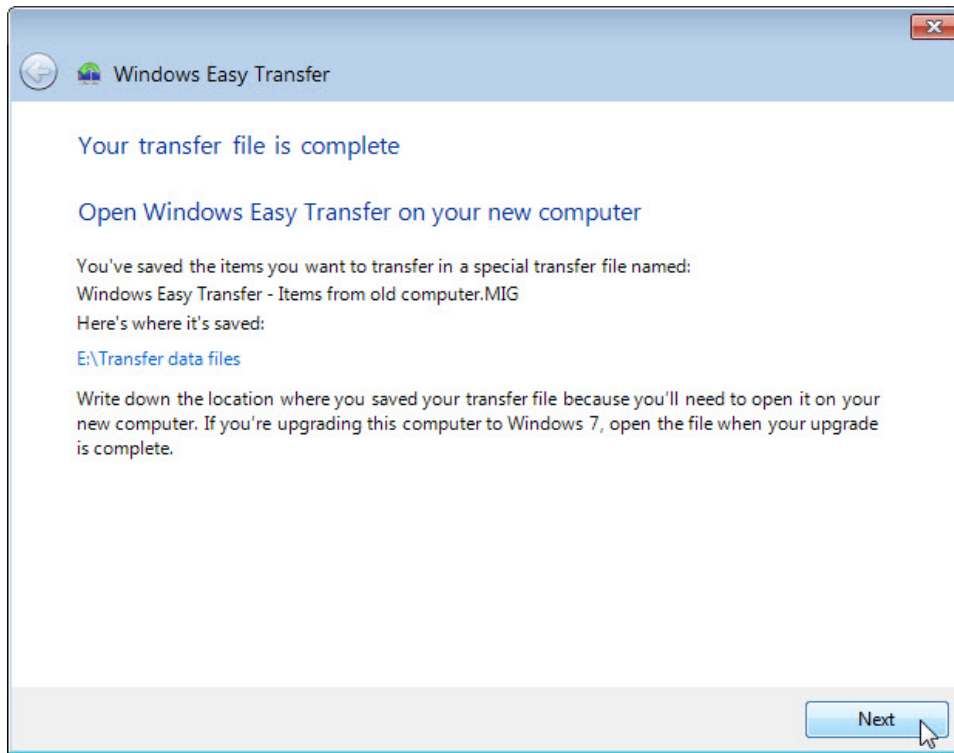 Windows Easy Transfer
Your transfer file is complete
Open Windows Easy Transfer on your new computer
You've saved the items you want to transfer in a special transfer file named:
Windows Easy Transfer - Items from old computer.MIG
Here's where it's saved:
E:\Transfer data files
Write down the location where you saved your transfer file because you'll need to open it on your
new computer. If you're upgrading this computer to Windows 7, open the file when your upgrade
is complete.
Next